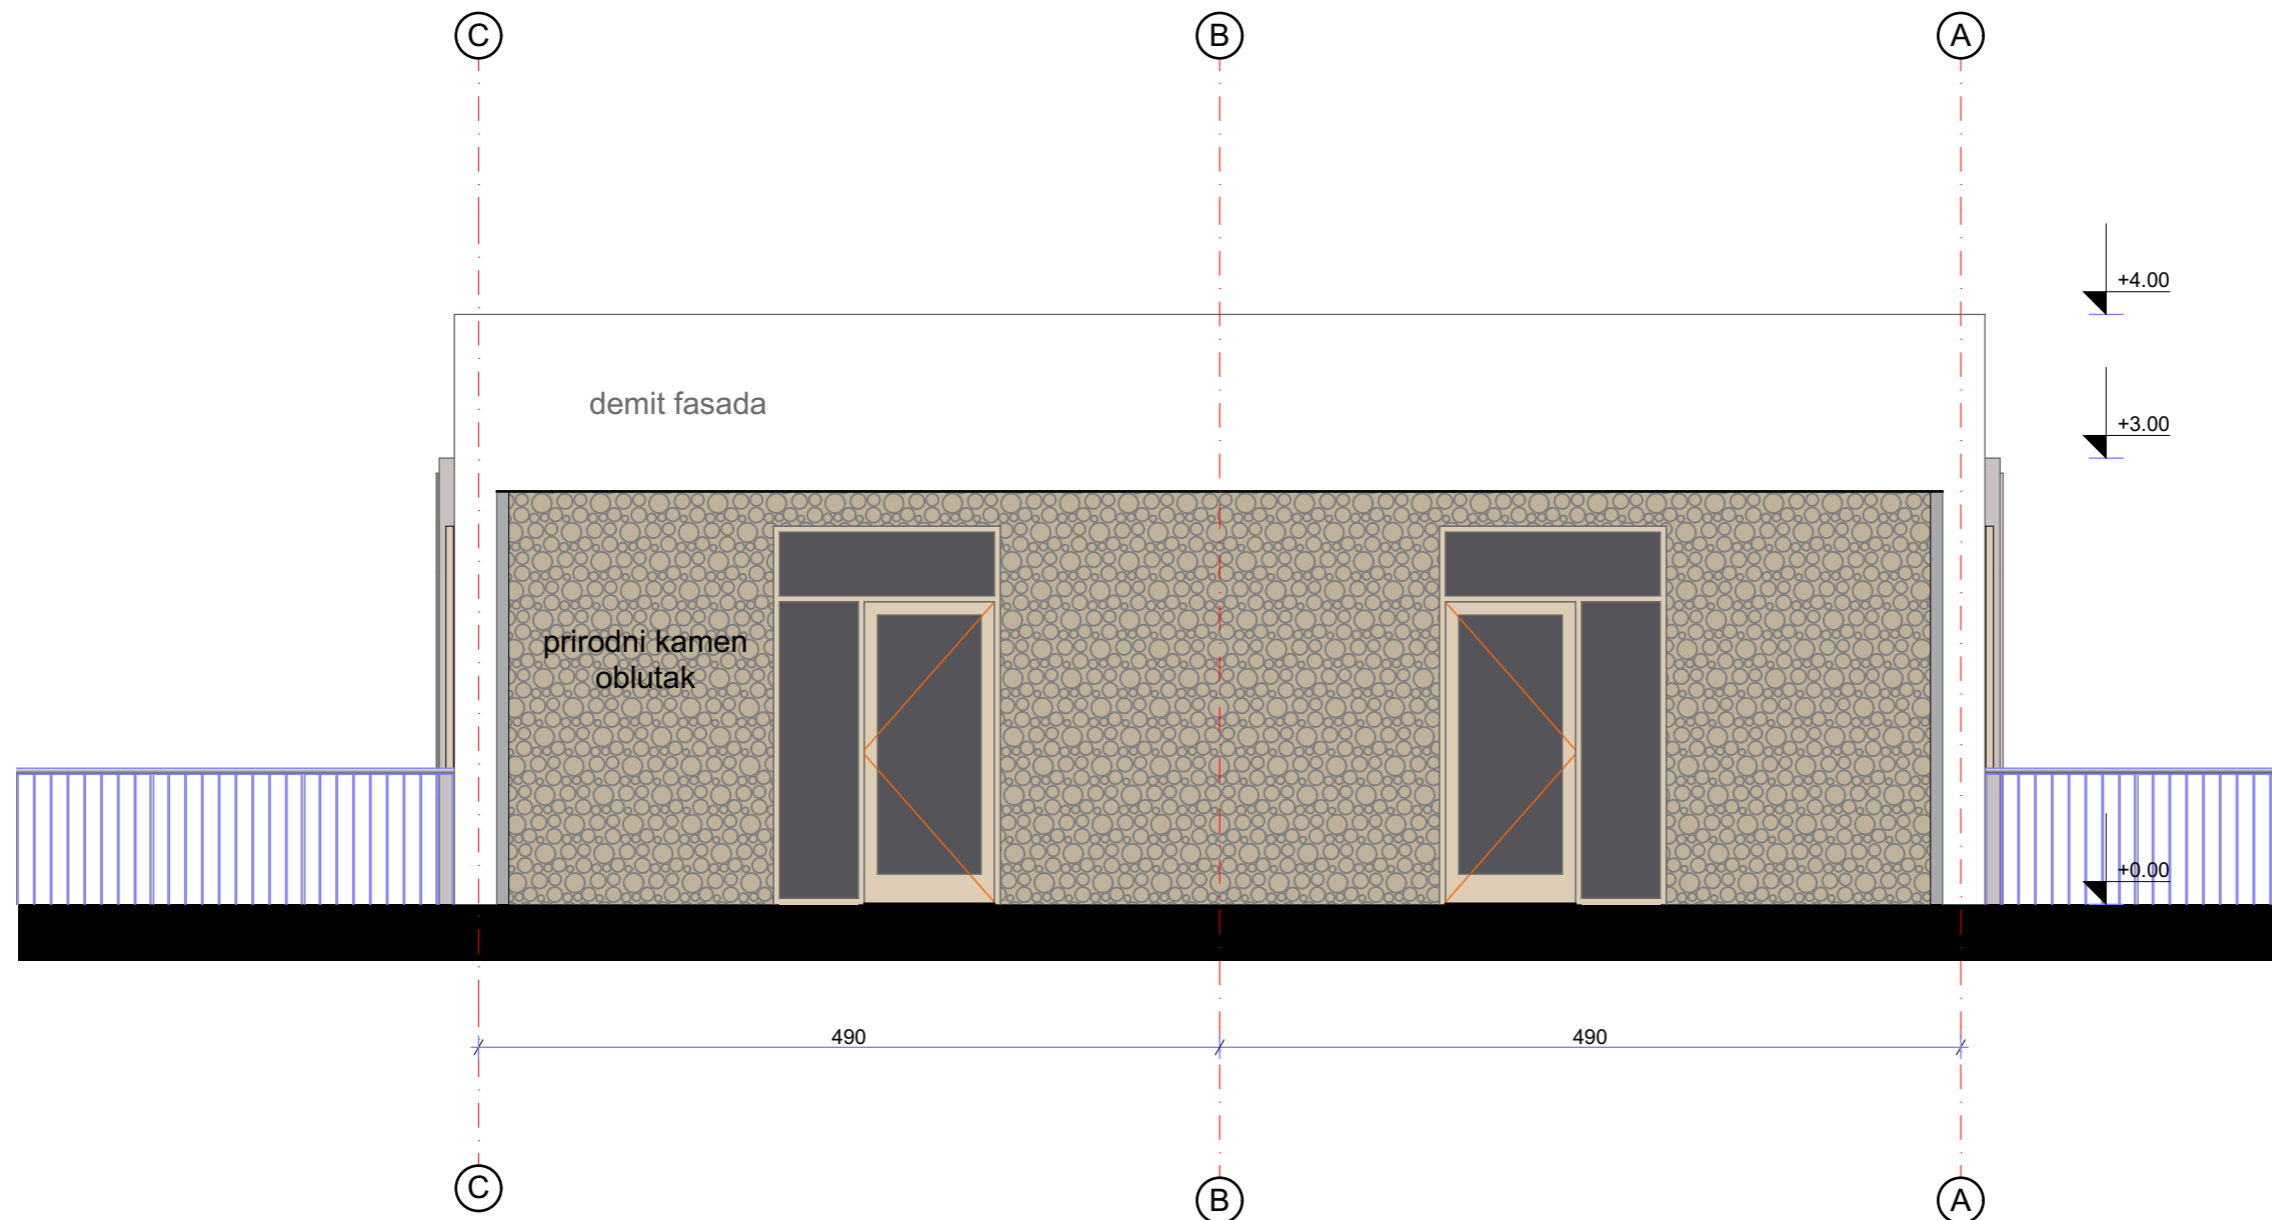 C
B
A
+4.00
demit fasada
+3.00
prirodni kamen
oblutak
+0.00
490
490
C
B
A